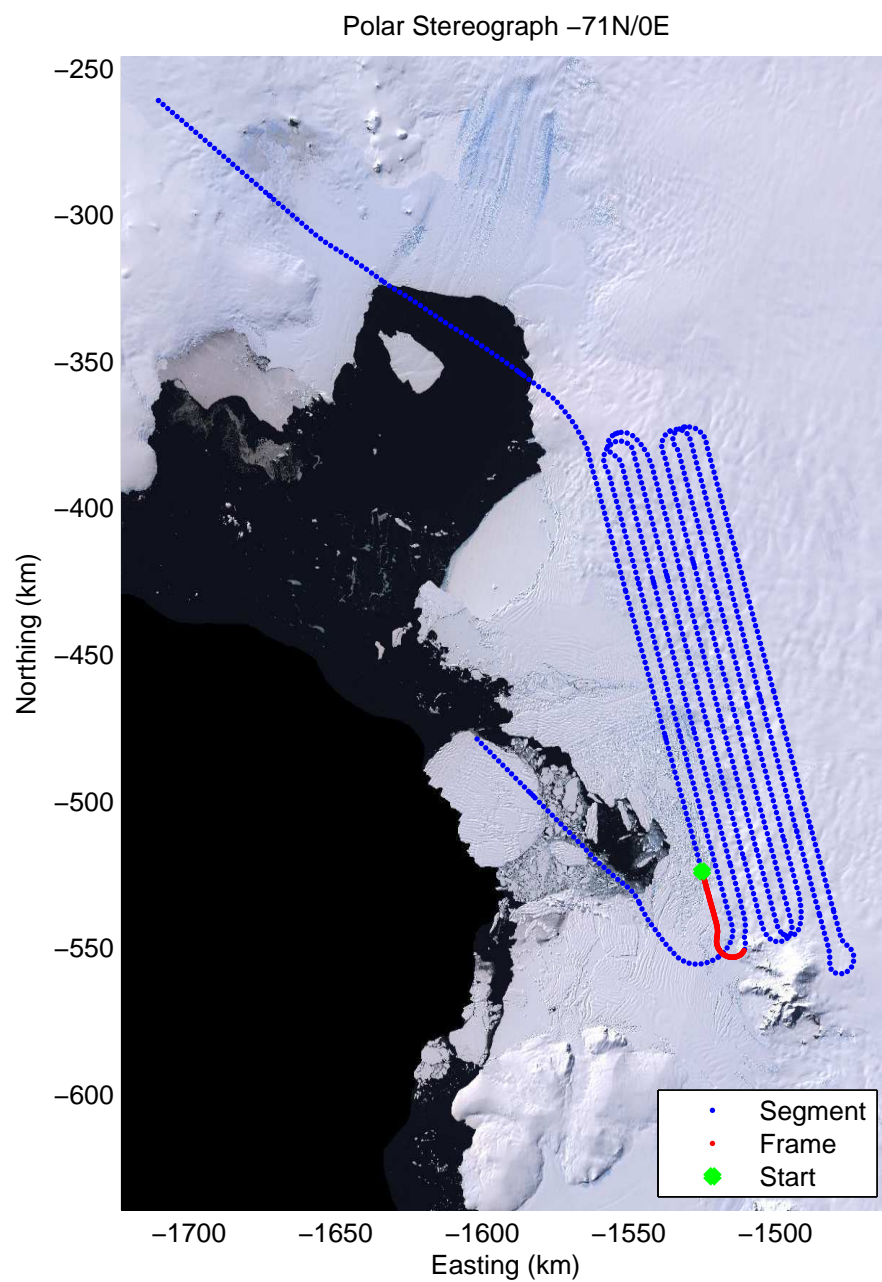 Polar Stereograph −71N/0E
−250
−300
−350
−400
−450
−500
−550
−600
Northing (km)
Segment
Frame
Start
−1700 −1650 −1600 −1550 −1500
Easting (km)